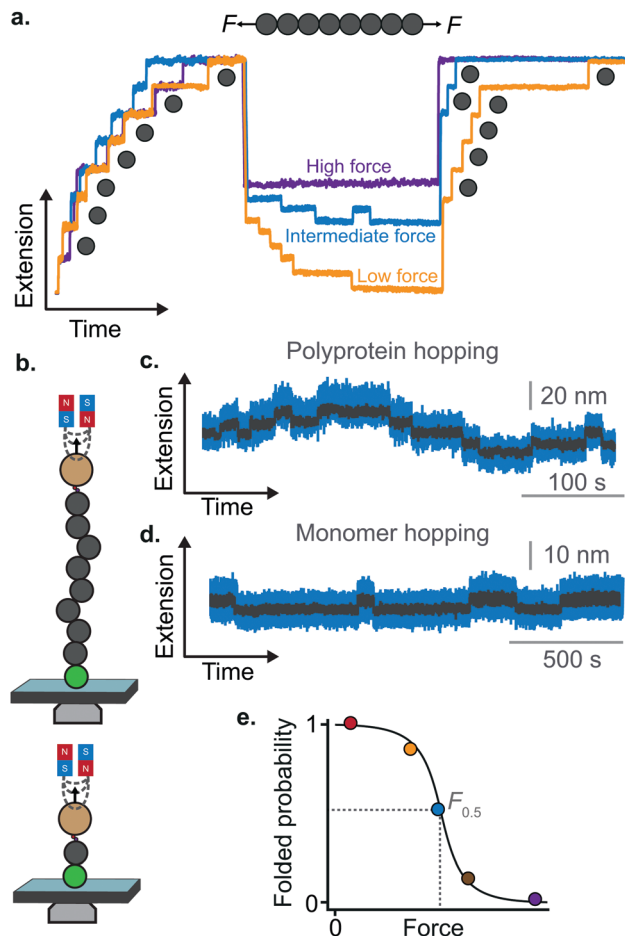 a.
F F
High force
Intermediate force
Low force
Extension
Time
b.
N S
S N
N S
S N
c.
Polyprotein hopping
20 nm
Extension
Time
100 s
d.
Monomer hopping
10 nm
Extension
Time
500 s
e.
Folded probability
1
F0.5
0
0
Force